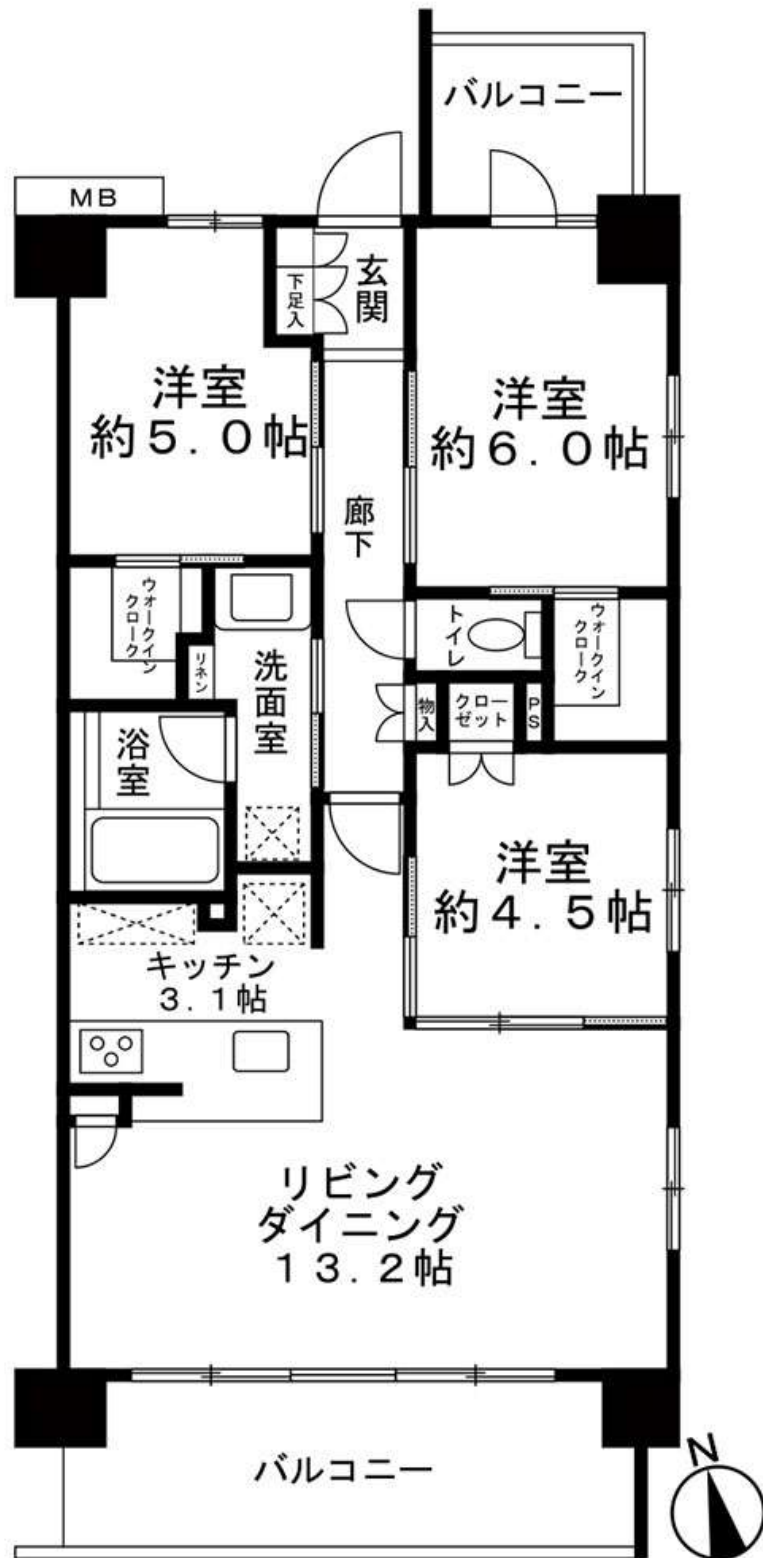 バルコニー
MB
玄関
下足入
洋室
約5.0帖
洋室
約6.0帖
廊下
ウォークイン
クローク
リネン
洗面室
トイレ
ウォークイン
クローク
物入
クロー
ゼット
PS
浴室
洋室
約4.5帖
キッチン
3.1帖
リビング
ダイニング
13.2帖
バルコニー
N